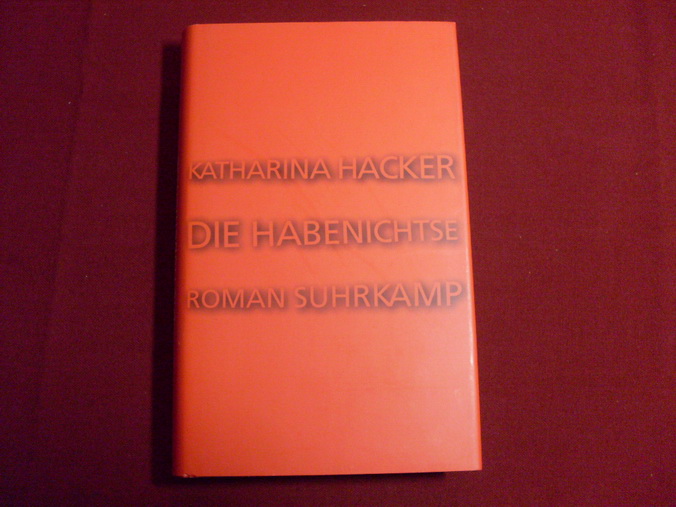 KATHARINA HACKER
DIE HABENICHTSE
ROMAN SUHRKAMP